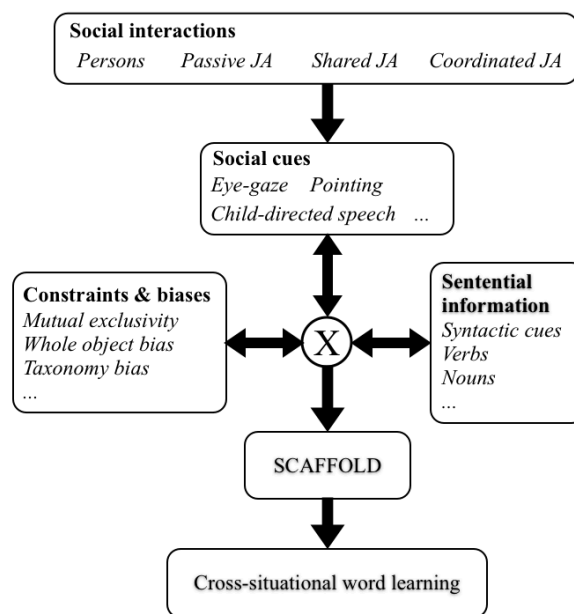 Social interactions
Persons Passive JA Shared JA Coordinated JA
Social cues
Eye-gaze Pointing
Child-directed speech ...
Constraints & biases
Mutual exclusivity
Whole object bias
Taxonomy bias
...
X
Sentential
information
Syntactic cues
Verbs
Nouns
...
SCAFFOLD
Cross-situational word learning